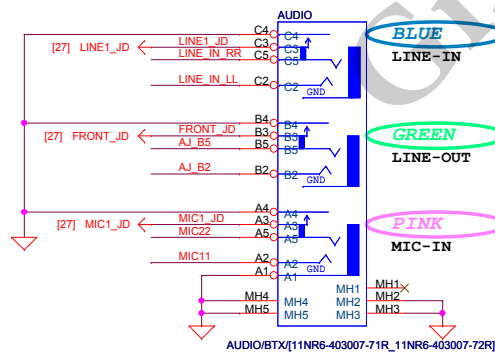 AUDIO
C4 C4 BLUE
[27] LINE1_JD LINE1_JD C3 C3
LINE_IN_RR C5 C5 LINE-IN
LINE_IN_LL C2 C2
GND
B4 B4
[27] FRONT_JD FRONT_JD B3 B3 GREEN
AJ_B5 B5 B5 LINE-OUT
AJ_B2 B2 B2
GND
A4 A4 PINK
[27] MIC1_JD MIC1_JD A3 A3
MIC22 A5 A5 MIC-IN
MIC11 A2 A2
GND
A1 A1
MH1 MH1
MH4 MH4 MH2 MH2
MH5 MH5 MH3 MH3
AUDIO/BTX/[11NR6-403007-71R_11NR6-403007-72R]